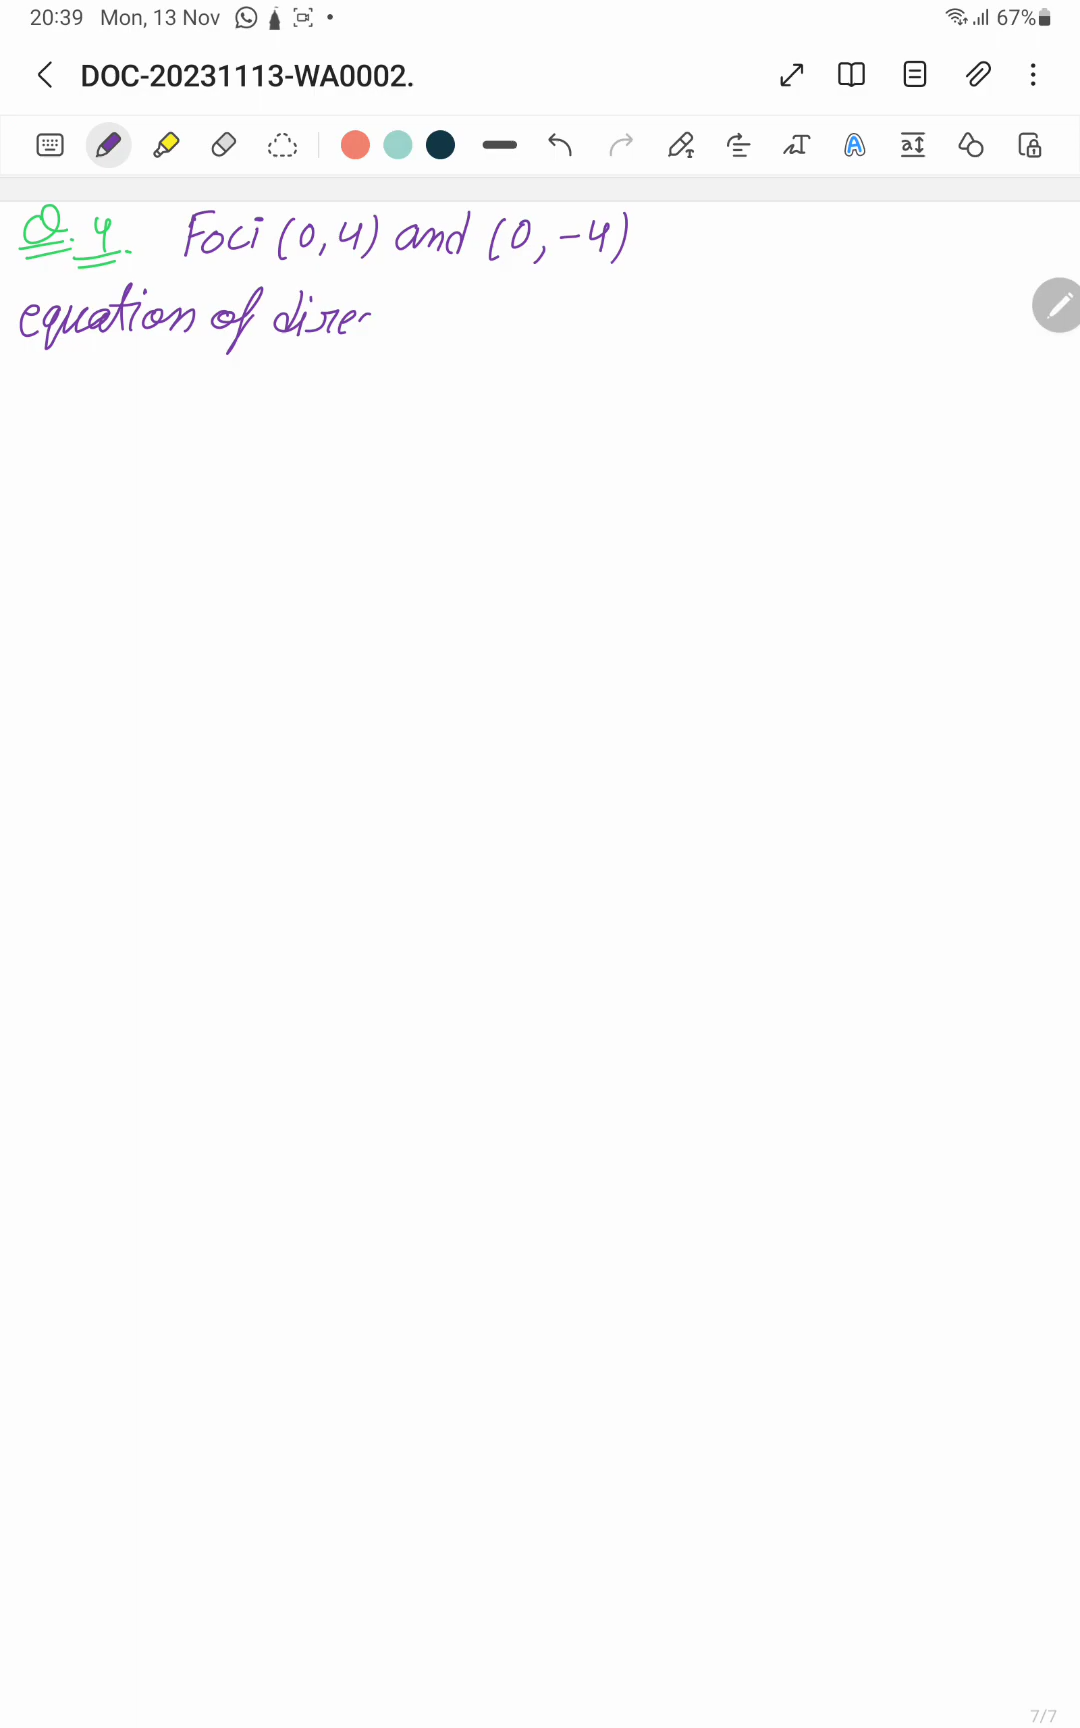 20:39 Mon, 13 Nov 67%
DOC-20231113-WA0002.
Q.4. Foci (0,4) and (0,-4)
equation of direc
7/7